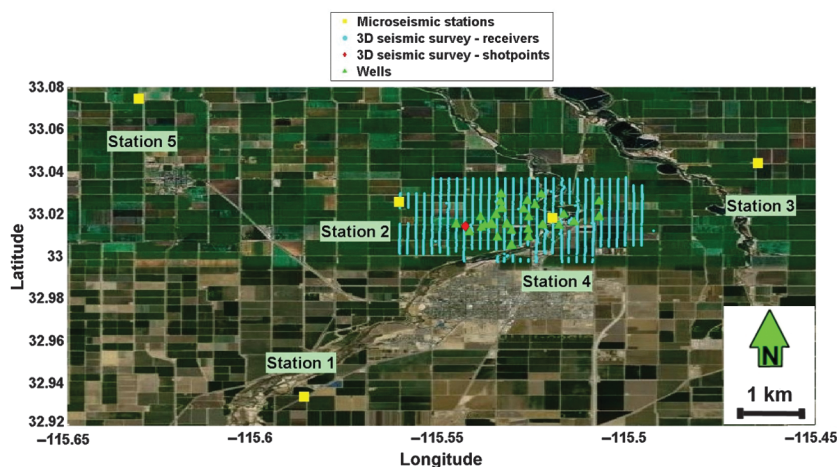 Microseismic stations
3D seismic survey - receivers
3D seismic survey - shotpoints
Wells
33.08
33.06
33.04
33.02
33
32.98
32.96
32.94
32.92
Latitude
Station 5
Station 2
Station 3
Station 4
Station 1
N
1 km
−115.65
−115.6
−115.55
−115.5
−115.45
Longitude